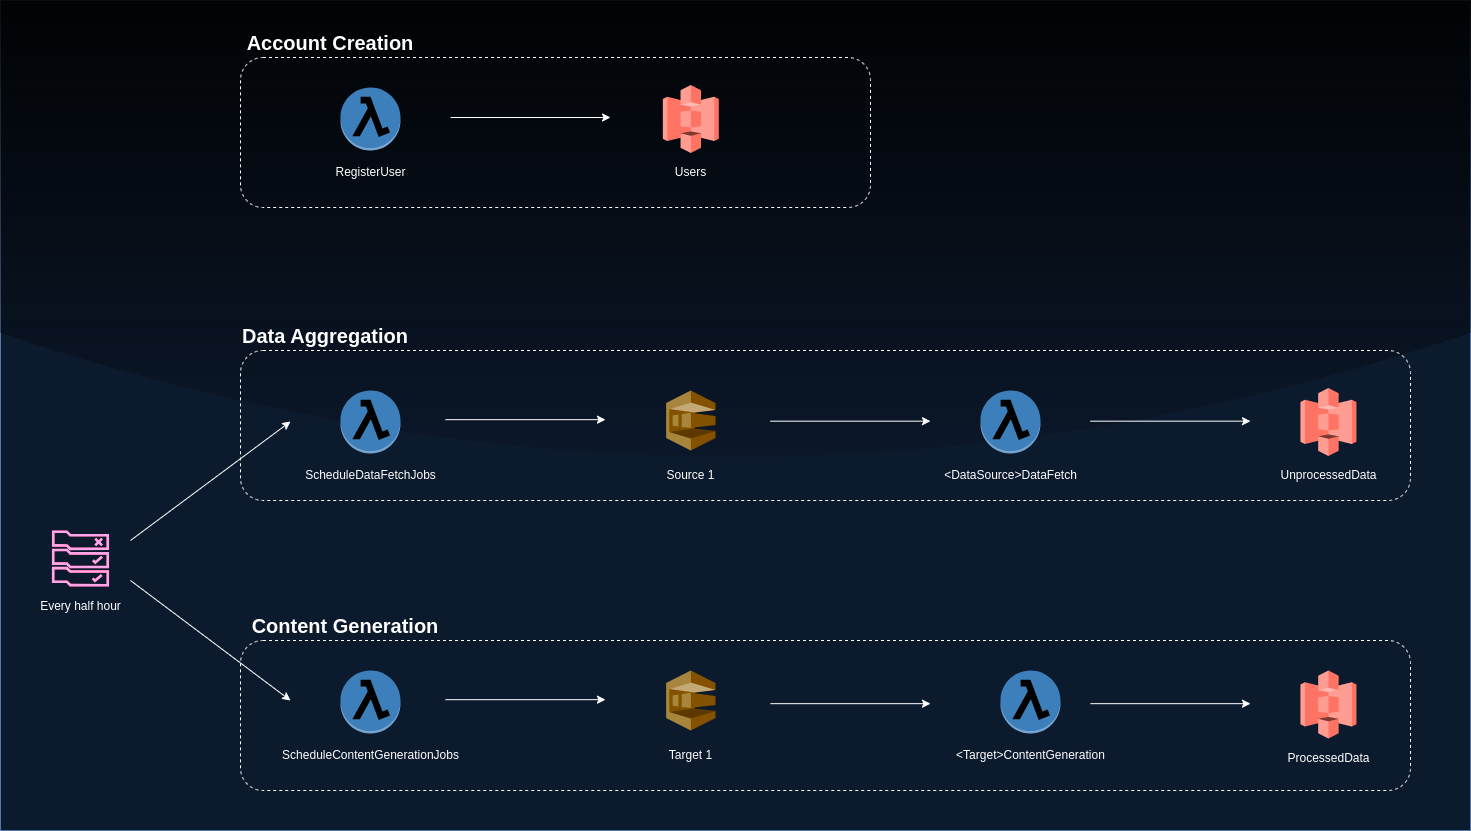 Account Creation
RegisterUser
Users
Data Aggregation
ScheduleDataFetchJobs
Source 1
<DataSource>DataFetch
UnprocessedData
Every half hour
Content Generation
ScheduleContentGenerationJobs
Target 1
<Target>ContentGeneration
ProcessedData